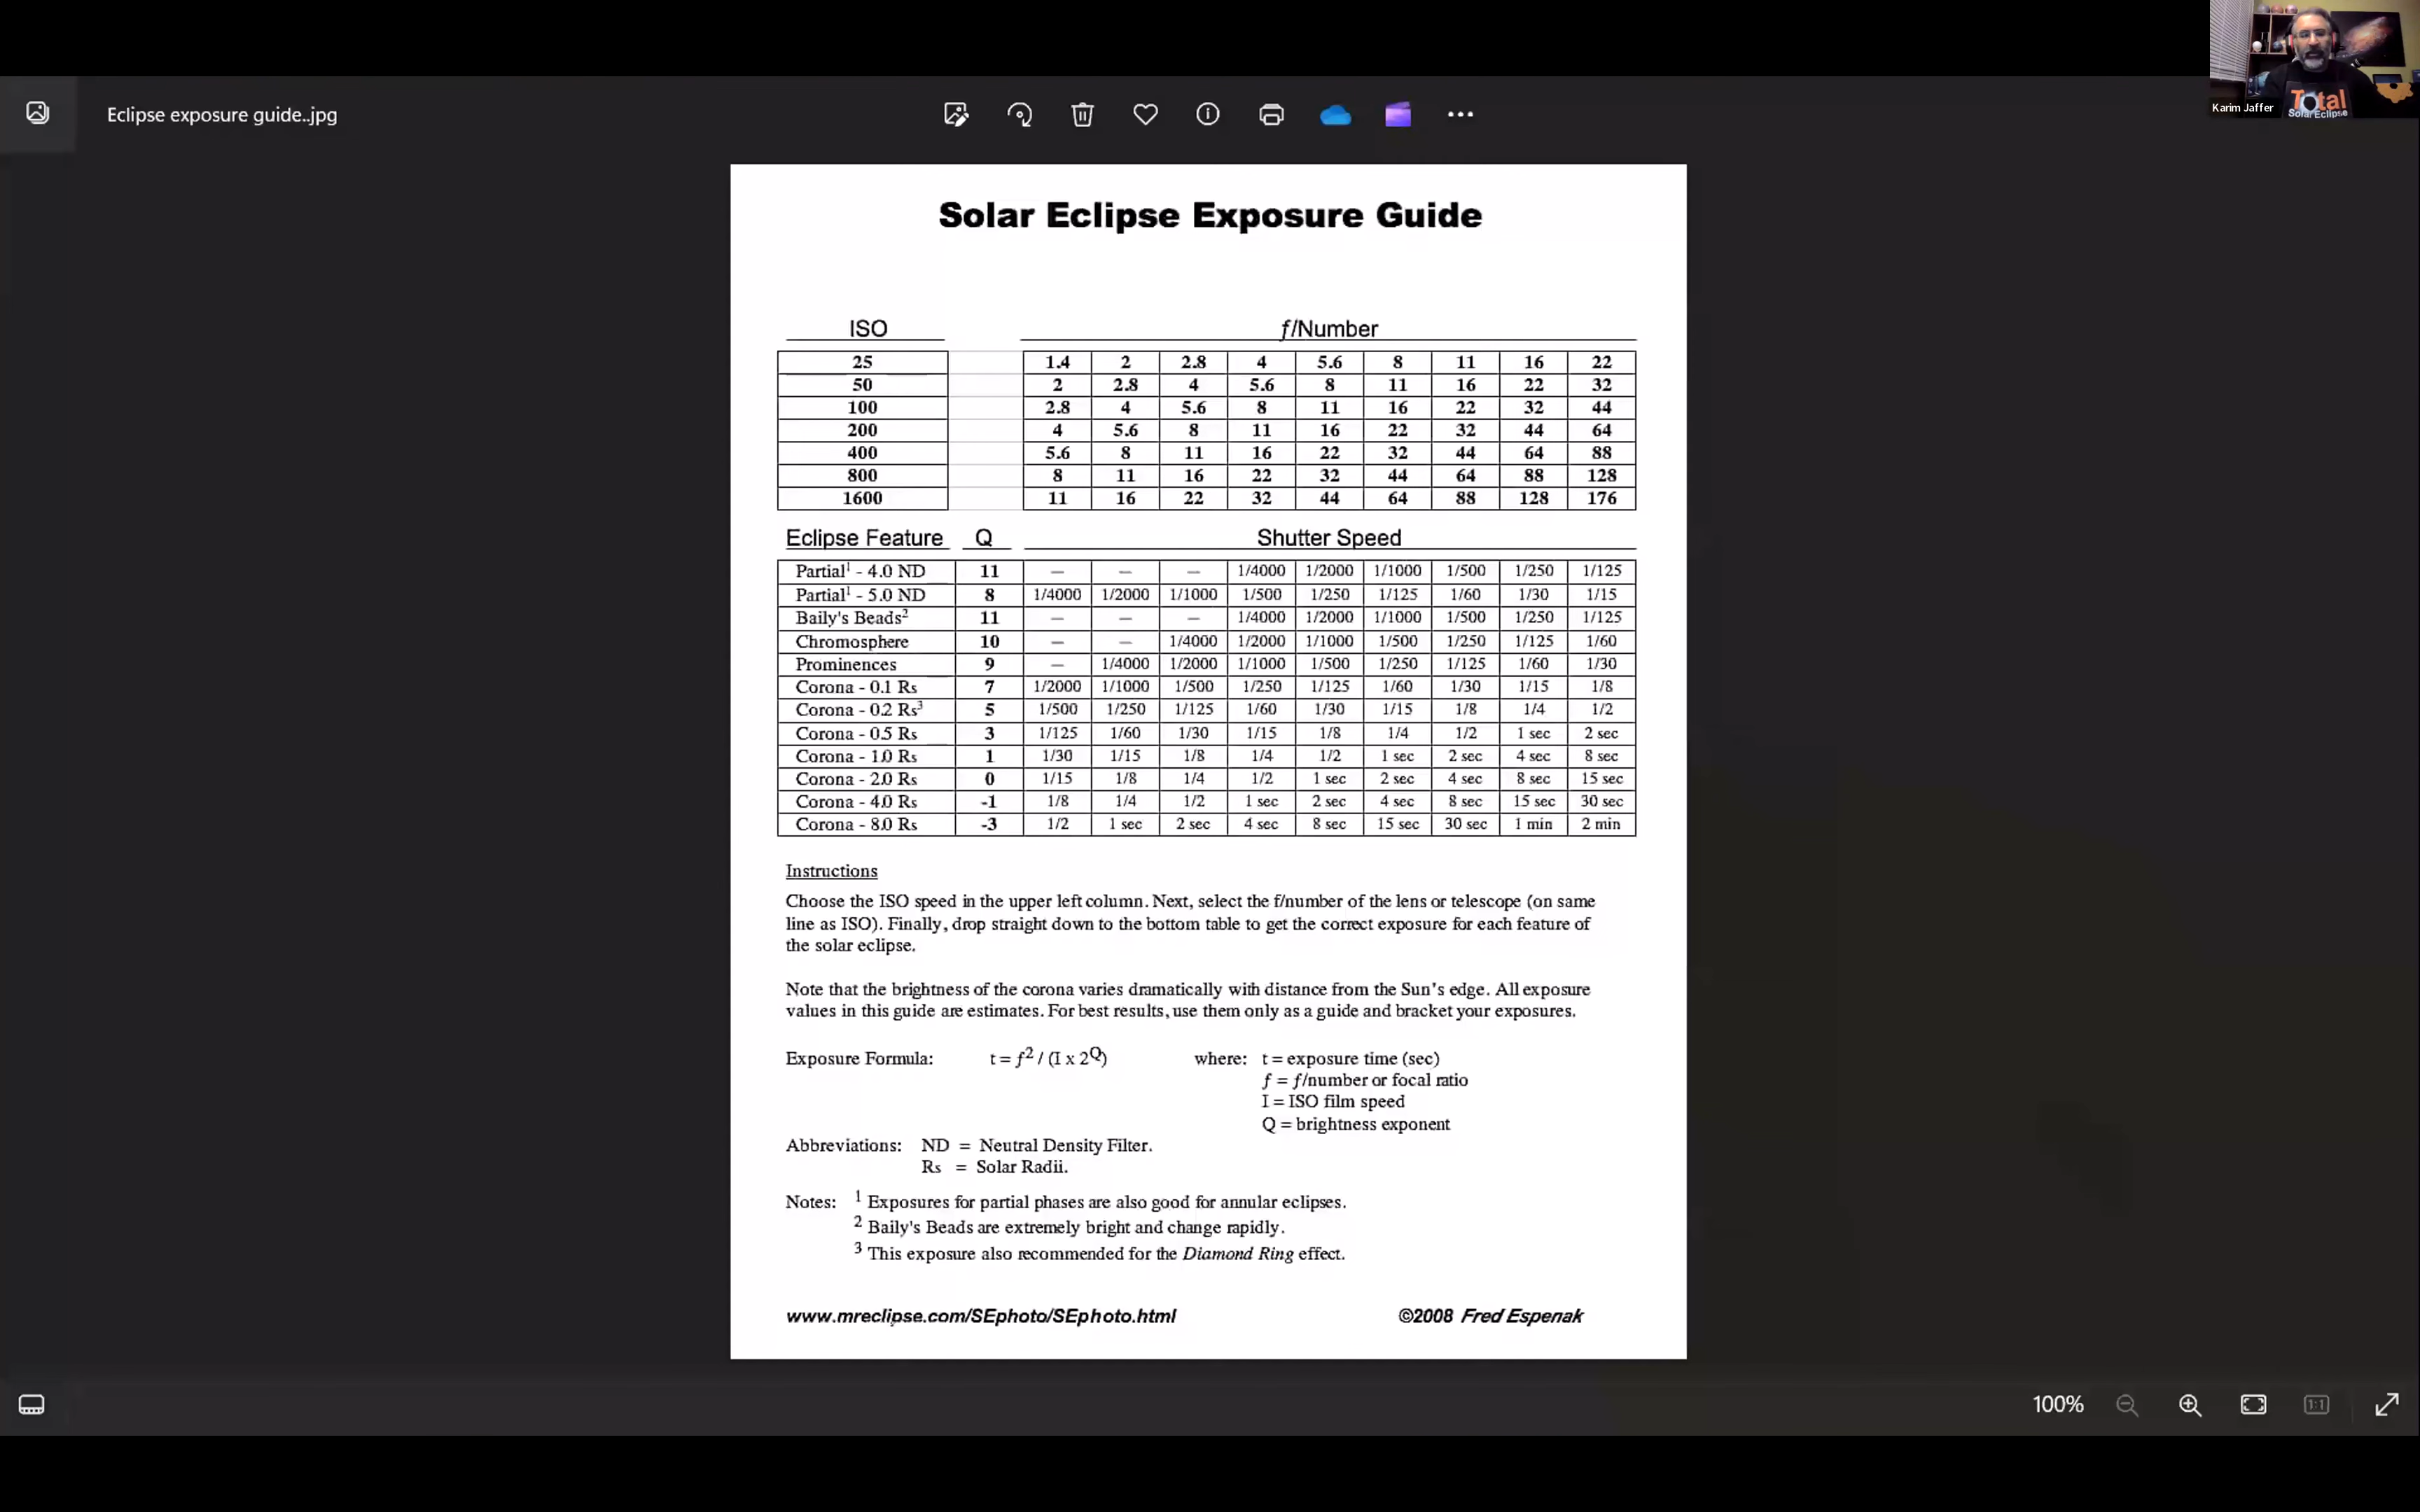 Eclipse exposure guide..jpg
Karim Jaffer
Total
Solar Eclipse
Solar Eclipse Exposure Guide
ISO f/Number
25 1.4 2 2.8 4 5.6 8 11 16 22
50 2 2.8 4 5.6 8 11 16 22 32
100 2.8 4 5.6 8 11 16 22 32 44
200 4 5.6 8 11 16 22 32 44 64
400 5.6 8 11 16 22 32 44 64 88
800 8 11 16 22 32 44 64 88 128
1600 11 16 22 32 44 64 88 128 176
Eclipse Feature Q Shutter Speed
Partial¹ - 4.0 ND 11 — — — 1/4000 1/2000 1/1000 1/500 1/250 1/125
Partial¹ - 5.0 ND 8 1/4000 1/2000 1/1000 1/500 1/250 1/125 1/60 1/30 1/15
Baily's Beads² 11 — — — 1/4000 1/2000 1/1000 1/500 1/250 1/125
Chromosphere 10 — — 1/4000 1/2000 1/1000 1/500 1/250 1/125 1/60
Prominences 9 — 1/4000 1/2000 1/1000 1/500 1/250 1/125 1/60 1/30
Corona - 0.1 Rs 7 1/2000 1/1000 1/500 1/250 1/125 1/60 1/30 1/15 1/8
Corona - 0.2 Rs³ 5 1/500 1/250 1/125 1/60 1/30 1/15 1/8 1/4 1/2
Corona - 0.5 Rs 3 1/125 1/60 1/30 1/15 1/8 1/4 1/2 1 sec 2 sec
Corona - 1.0 Rs 1 1/30 1/15 1/8 1/4 1/2 1 sec 2 sec 4 sec 8 sec
Corona - 2.0 Rs 0 1/15 1/8 1/4 1/2 1 sec 2 sec 4 sec 8 sec 15 sec
Corona - 4.0 Rs -1 1/8 1/4 1/2 1 sec 2 sec 4 sec 8 sec 15 sec 30 sec
Corona - 8.0 Rs -3 1/2 1 sec 2 sec 4 sec 8 sec 15 sec 30 sec 1 min 2 min
Instructions
Choose the ISO speed in the upper left column. Next, select the f/number of the lens or telescope (on same
line as ISO). Finally, drop straight down to the bottom table to get the correct exposure for each feature of
the solar eclipse.
Note that the brightness of the corona varies dramatically with distance from the Sun's edge. All exposure
values in this guide are estimates. For best results, use them only as a guide and bracket your exposures.
Exposure Formula: t = f² / (I x 2^Q) where: t = exposure time (sec)
f = f/number or focal ratio
I = ISO film speed
Q = brightness exponent
Abbreviations: ND = Neutral Density Filter.
Rs = Solar Radii.
Notes: ¹ Exposures for partial phases are also good for annular eclipses.
² Baily's Beads are extremely bright and change rapidly.
³ This exposure also recommended for the Diamond Ring effect.
www.mreclipse.com/SEphoto/SEphoto.html ©2008 Fred Espenak
100% 1:1